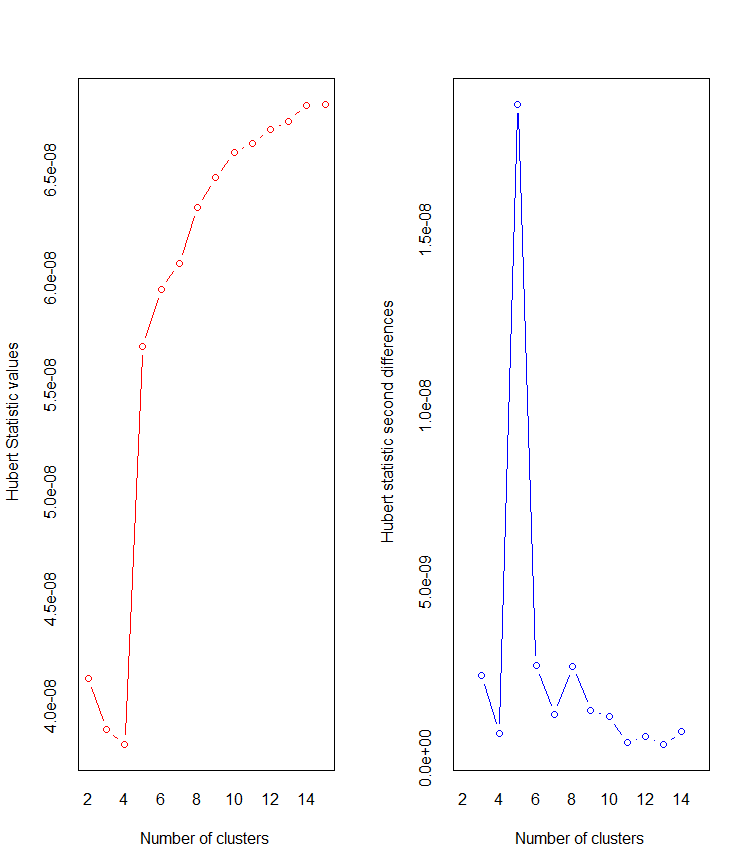 Hubert Statistic values
6.5e-08
6.0e-08
5.5e-08
5.0e-08
4.5e-08
4.0e-08
2 4 6 8 10 12 14
Number of clusters
Hubert statistic second differences
1.5e-08
1.0e-08
5.0e-09
0.0e+00
2 4 6 8 10 12 14
Number of clusters